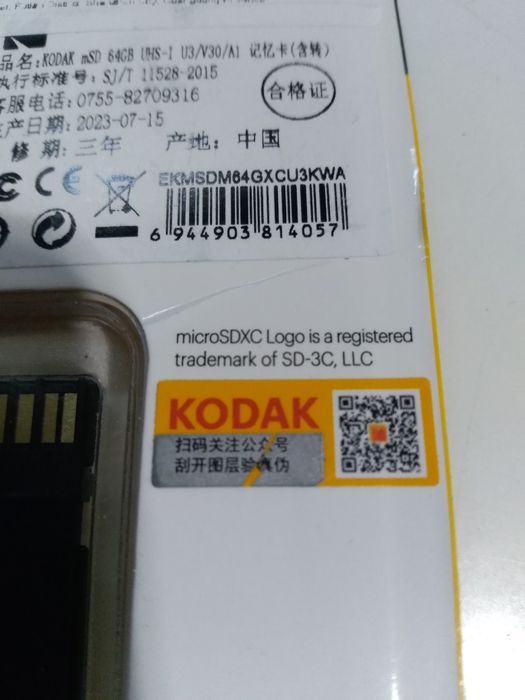 品名:KODAK mSD 64GB UHS-I U3/V30/A1 记忆卡(含转)
执行标准号: SJ/T 11528-2015
客服电话:0755-82709316
生产日期: 2023-07-15
修 期: 三年 产地: 中国
合格证
CE
EKMSDM64GXCU3KWA
6 944903 814057
microSDXC Logo is a registered
trademark of SD-3C, LLC
KODAK
扫码关注公众号
刮开图层验真伪